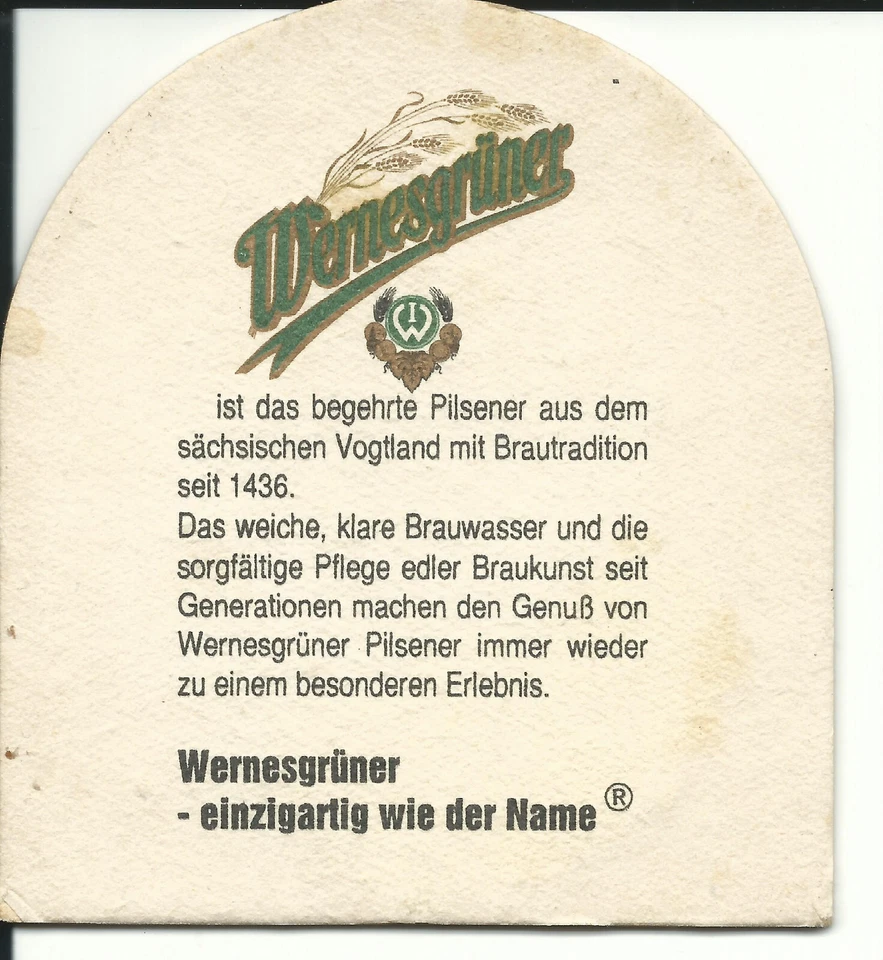 Wernesgrüner
ist das begehrte Pilsener aus dem
sächsischen Vogtland mit Brautradition
seit 1436.
Das weiche, klare Brauwasser und die
sorgfältige Pflege edler Braukunst seit
Generationen machen den Genuß von
Wernesgrüner Pilsener immer wieder
zu einem besonderen Erlebnis.
Wernesgrüner
- einzigartig wie der Name ®